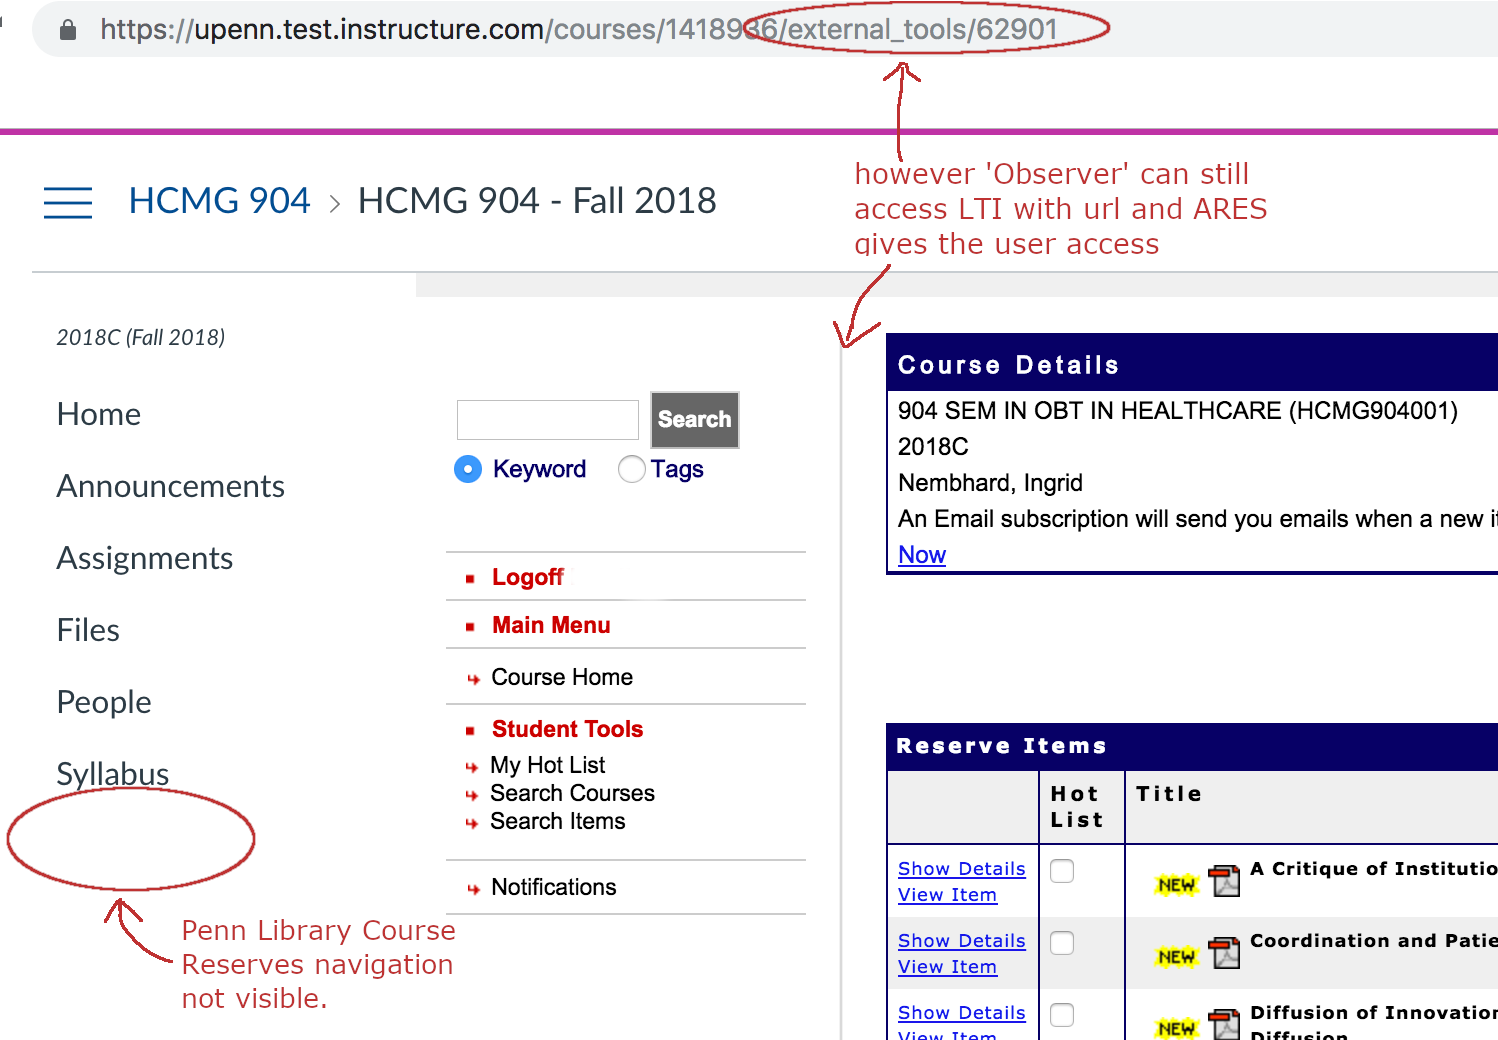 https://upenn.test.instructure.com/courses/1418936/external_tools/62901
however 'Observer' can still
access LTI with url and ARES
gives the user access
HCMG 904 > HCMG 904 - Fall 2018
2018C (Fall 2018)
Home
Announcements
Assignments
Files
People
Syllabus
Penn Library Course
Reserves navigation
not visible.
Search
Keyword Tags
Logoff
Main Menu
Course Home
Student Tools
My Hot List
Search Courses
Search Items
Notifications
Course Details
904 SEM IN OBT IN HEALTHCARE (HCMG904001)
2018C
Nembhard, Ingrid
An Email subscription will send you emails when a new
Now
Reserve Items
Hot
List
Title
Show Details
View Item
NEW A Critique of Institutio
Show Details
View Item
NEW Coordination and Patie
Show Details
View Item
NEW Diffusion of Innovation
Diffusion